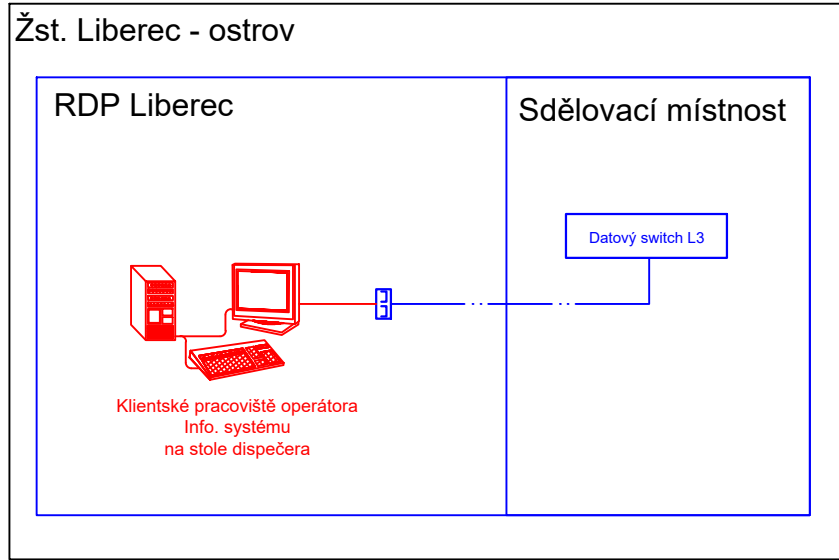 Žst. Liberec - ostrov
RDP Liberec
Sdělovací místnost
Datový switch L3
Klientské pracoviště operátora
Info. systému
na stole dispečera